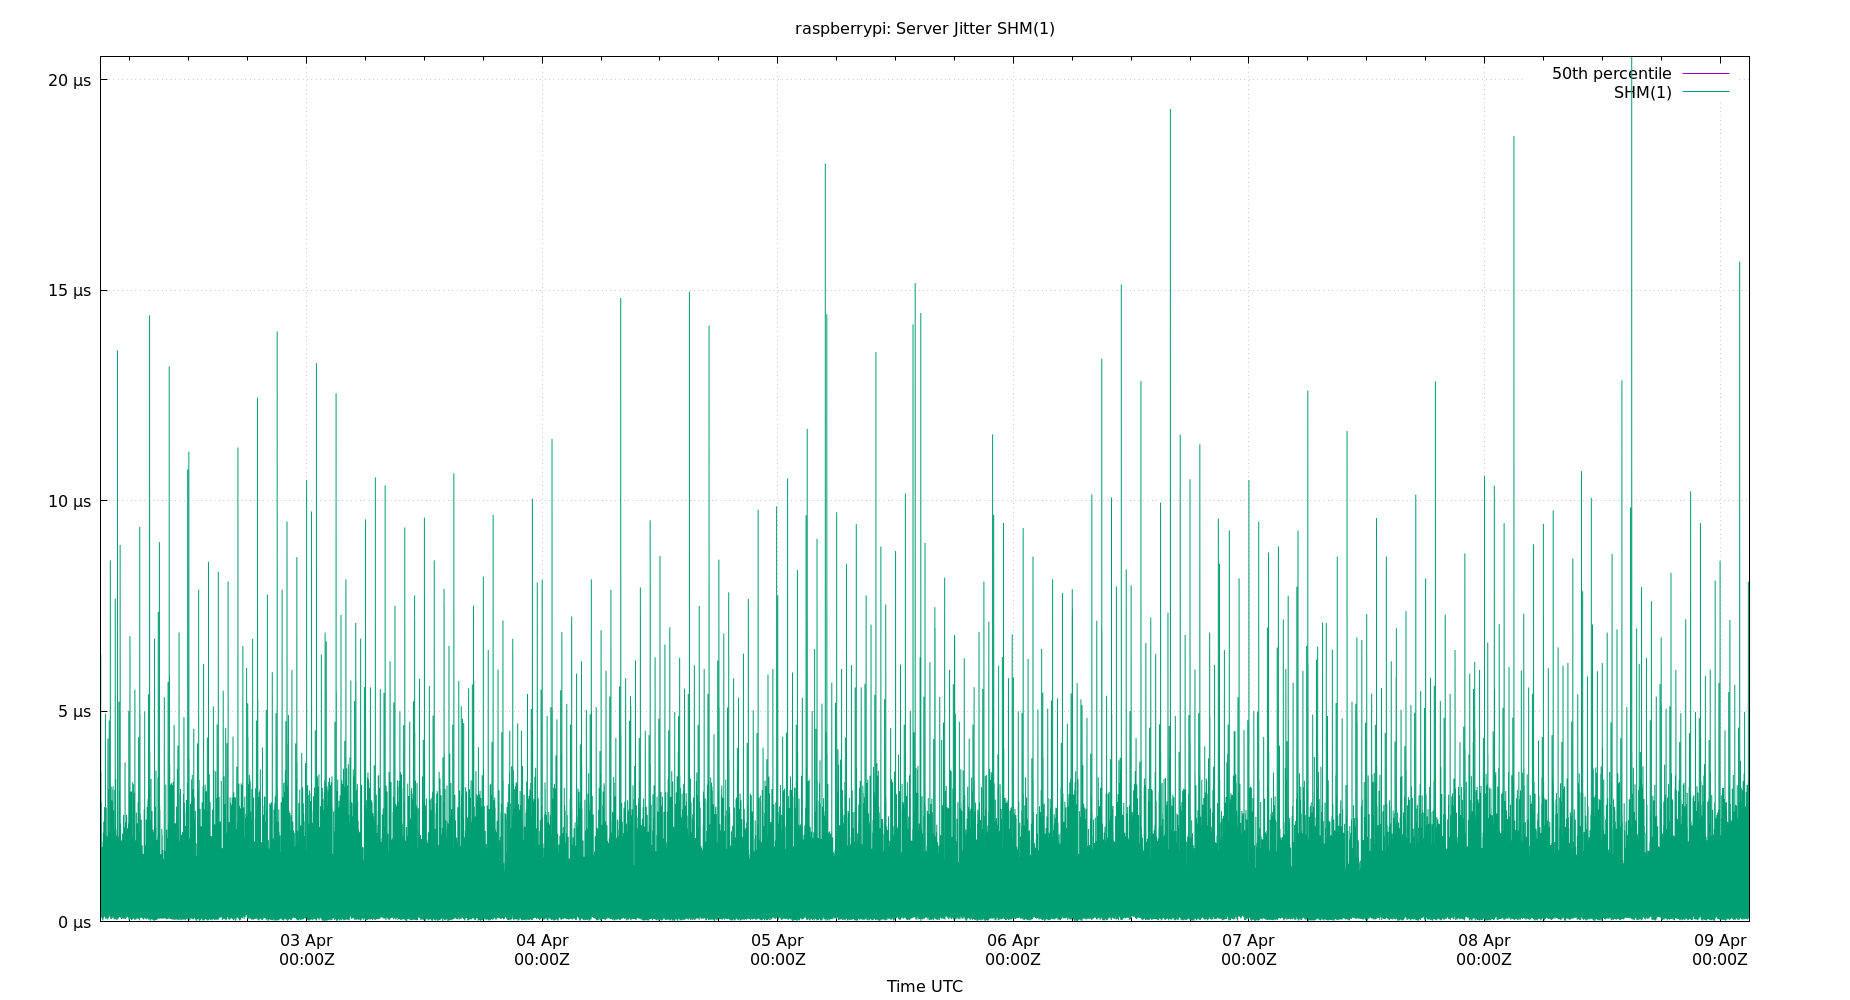 raspberrypi: Server Jitter SHM(1)
50th percentile
SHM(1)
20 µs
15 µs
10 µs
5 µs
0 µs
03 Apr 04 Apr 05 Apr 06 Apr 07 Apr 08 Apr 09 Apr
00:00Z 00:00Z 00:00Z 00:00Z 00:00Z 00:00Z 00:00Z
Time UTC